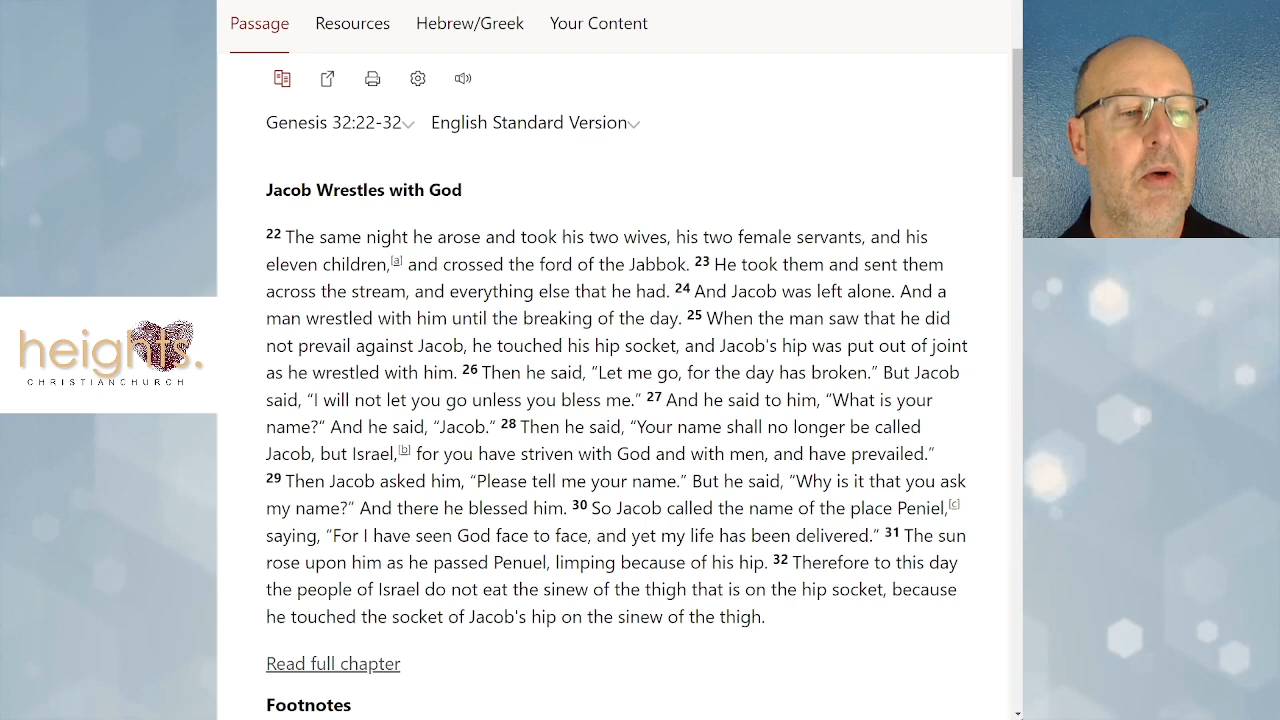 Passage Resources Hebrew/Greek Your Content
Genesis 32:22-32 English Standard Version
Jacob Wrestles with God
22 The same night he arose and took his two wives, his two female servants, and his
eleven children,[a] and crossed the ford of the Jabbok. 23 He took them and sent them
across the stream, and everything else that he had. 24 And Jacob was left alone. And a
man wrestled with him until the breaking of the day. 25 When the man saw that he did
not prevail against Jacob, he touched his hip socket, and Jacob's hip was put out of joint
as he wrestled with him. 26 Then he said, “Let me go, for the day has broken.” But Jacob
said, “I will not let you go unless you bless me.” 27 And he said to him, “What is your
name?” And he said, “Jacob.” 28 Then he said, “Your name shall no longer be called
Jacob, but Israel,[b] for you have striven with God and with men, and have prevailed.”
29 Then Jacob asked him, “Please tell me your name.” But he said, “Why is it that you ask
my name?” And there he blessed him. 30 So Jacob called the name of the place Peniel,[c]
saying, “For I have seen God face to face, and yet my life has been delivered.” 31 The sun
rose upon him as he passed Penuel, limping because of his hip. 32 Therefore to this day
the people of Israel do not eat the sinew of the thigh that is on the hip socket, because
he touched the socket of Jacob's hip on the sinew of the thigh.
Read full chapter
Footnotes
heights.
CHRISTIANCHURCH